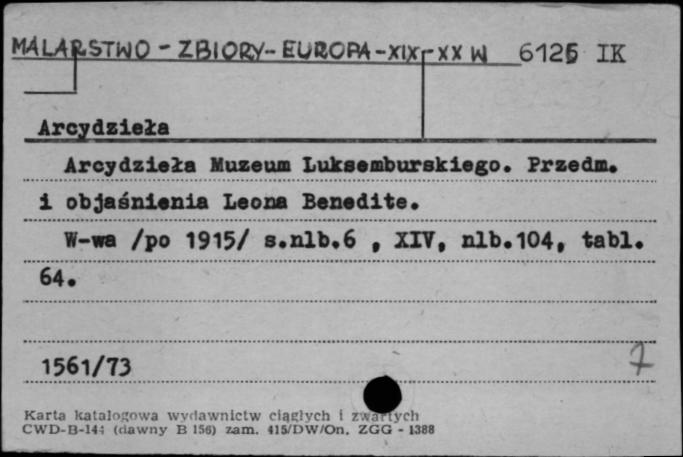 MALARSTWO - ZBIORY - EUROPA - XIX - XX W 6126 IK
Arcydzieła
Arcydzieła Muzeum Luksemburskiego. Przedm.
i objaśnienia Leona Benedite.
W-wa /po 1915/ s.nlb.6 , XIV, nlb.104, tabl.
64.
1561/73 7
Karta katalogowa wydawnictw ciągłych i zwartych
CWD-B-144 (dawny B 156) zam. 415/DW/On. ZGG - 1388